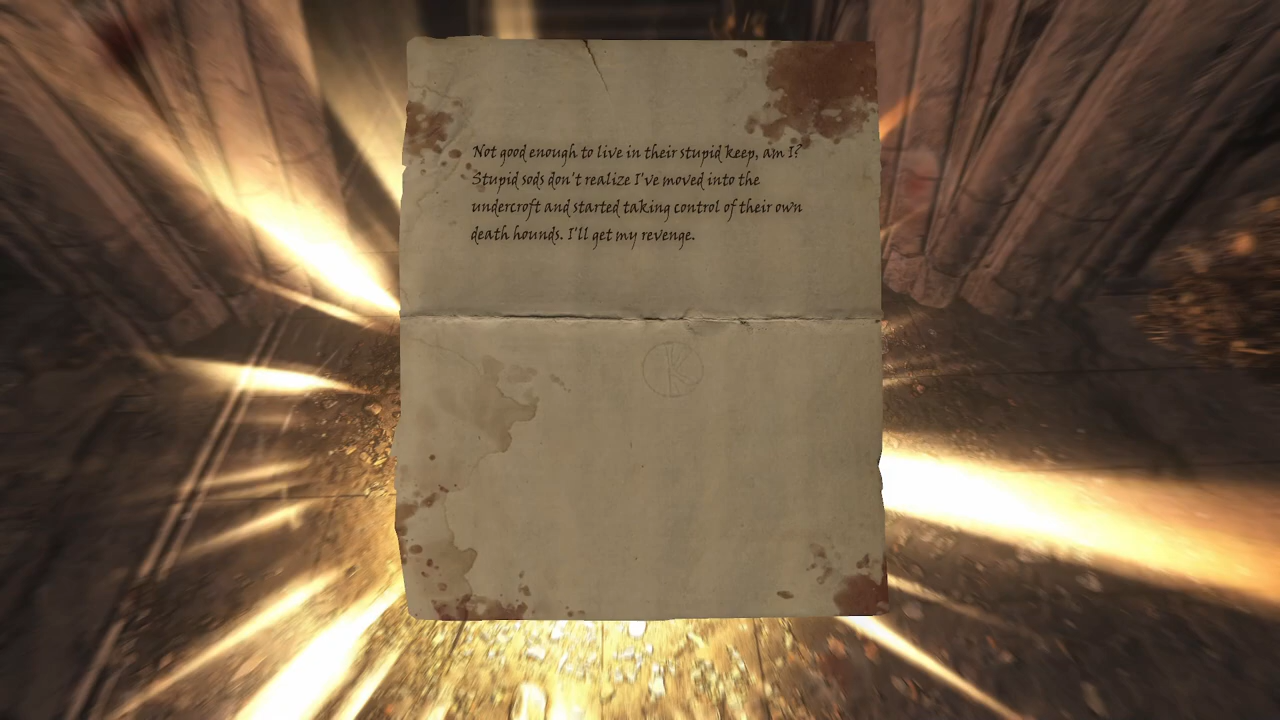 Not good enough to live in their stupid keep, am I?
Stupid sods don't realize I've moved into the
undercroft and started taking control of their own
death hounds. I'll get my revenge.
K